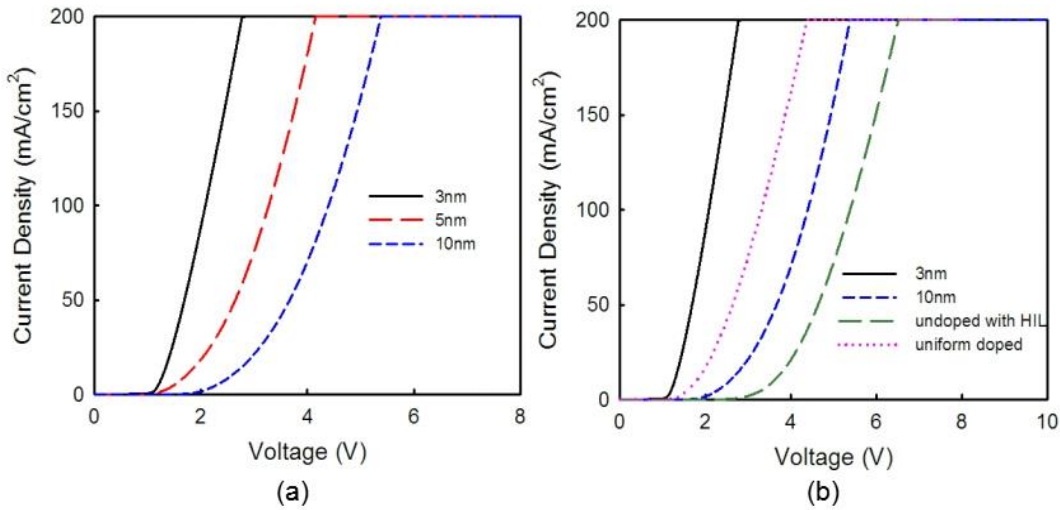 200
150
100
50
0
Current Density (mA/cm²)
3nm
5nm
10nm
0 2 4 6 8
Voltage (V)
(a)
200
150
100
50
0
Current Density (mA/cm²)
3nm
10nm
undoped with HIL
uniform doped
0 2 4 6 8 10
Voltage (V)
(b)